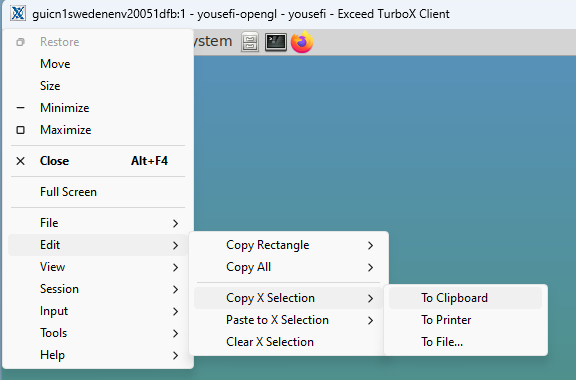 guicn1swedenenv20051dfb:1 - yousefi-opengl - yousefi - Exceed TurboX Client
Restore
ystem
Move
Size
Minimize
Maximize
Close Alt+F4
Full Screen
File
Edit
View
Session
Input
Tools
Help
Copy Rectangle
Copy All
Copy X Selection
Paste to X Selection
Clear X Selection
To Clipboard
To Printer
To File...